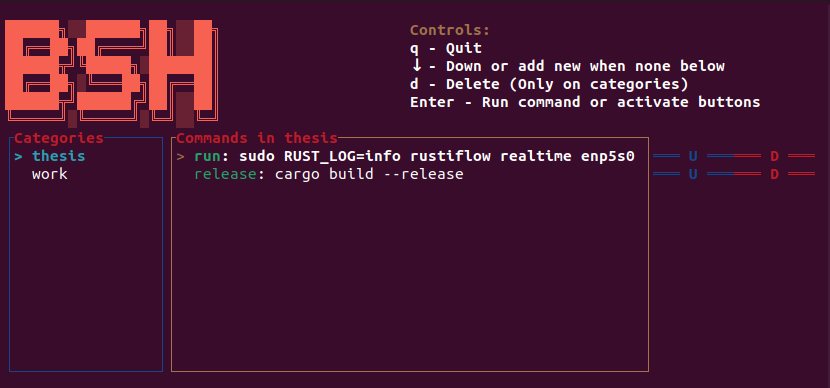 BSH
Controls:
q - Quit
↓ - Down or add new when none below
d - Delete (Only on categories)
Enter - Run command or activate buttons
Categories
> thesis
work
Commands in thesis
> run: sudo RUST_LOG=info rustiflow realtime enp5s0
release: cargo build --release
U D
U D